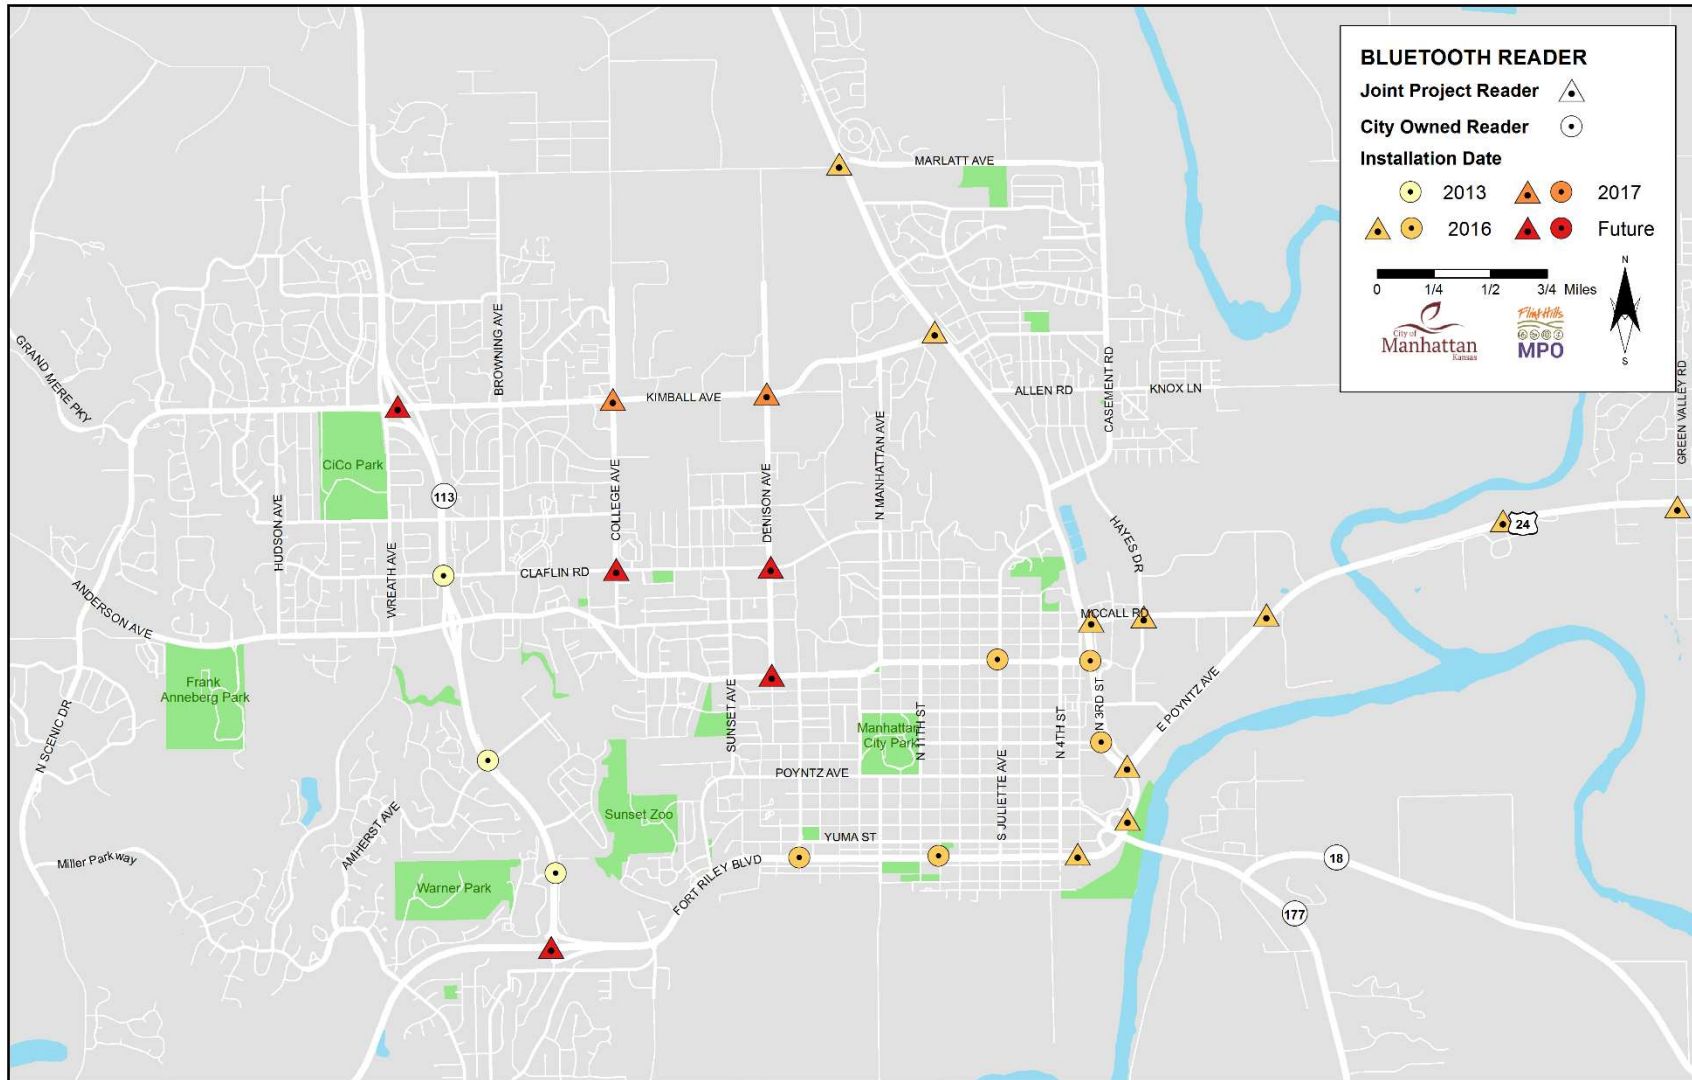 BLUETOOTH READER
Joint Project Reader
City Owned Reader
Installation Date
2013
2017
2016
Future
N
0 1/4 1/2 3/4 Miles
City of
Manhattan
Kansas
Flint Hills
MPO
S
MARLATT AVE
GRAND MERE PKY
BROWNING AVE
KIMBALL AVE
ALLEN RD
KNOX LN
CASEMENT RD
GREEN VALLEY RD
CiCo Park
113
HUDSON AVE
WREATH AVE
COLLEGE AVE
DENISON AVE
N MANHATTAN AVE
HAYES DR
24
CLAFLIN RD
ANDERSON AVE
MCCALL RD
Frank
Anneberg Park
N SCENIC DR
SUNSET AVE
Manhattan
City Park
N 11TH ST
N 4TH ST
N 3RD ST
E POYNTZ AVE
POYNTZ AVE
S JULIETTE AVE
Sunset Zoo
YUMA ST
AMHERST AVE
Miller Parkway
Warner Park
FORT RILEY BLVD
18
177